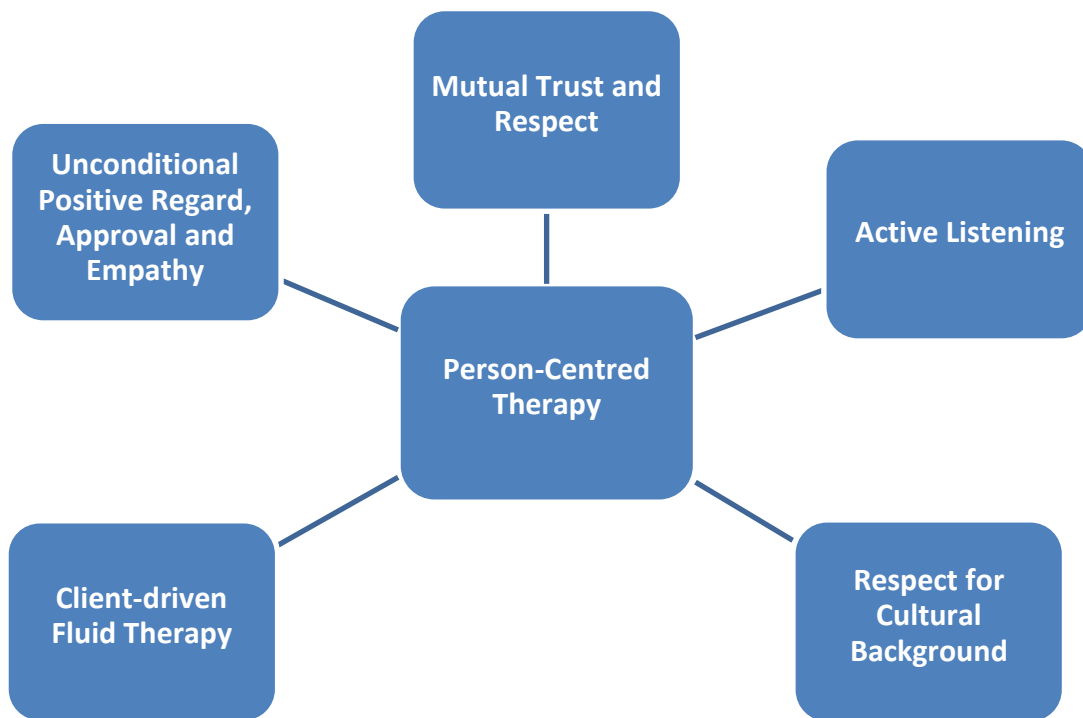 Mutual Trust and
Respect
Unconditional
Positive Regard,
Approval and
Empathy
Active Listening
Person-Centred
Therapy
Client-driven
Fluid Therapy
Respect for
Cultural
Background